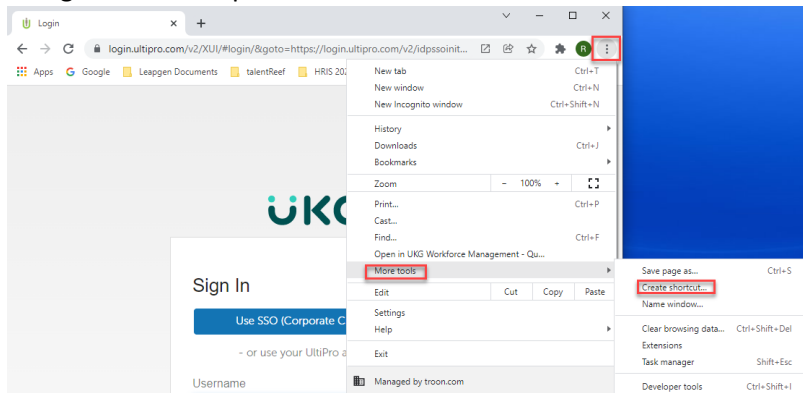 Login
login.ultipro.com/v2/XUI/#login/&goto=https://login.ultipro.com/v2/idpssoinit...
R
Apps Google Leapgen Documents talentReef HRIS 202
New tab Ctrl+T
New window Ctrl+N
New Incognito window Ctrl+Shift+N
History
Downloads Ctrl+J
Bookmarks
Zoom - 100% +
Print... Ctrl+P
Cast...
Find... Ctrl+F
Open in UKG Workforce Management - Qu...
More tools
Edit Cut Copy Paste
Settings
Help
Exit
Managed by troon.com
Save page as... Ctrl+S
Create shortcut...
Name window...
Clear browsing data... Ctrl+Shift+Del
Extensions
Task manager Shift+Esc
Developer tools Ctrl+Shift+I
UKG
Sign In
Use SSO (Corporate C
- or use your UltiPro a
Username